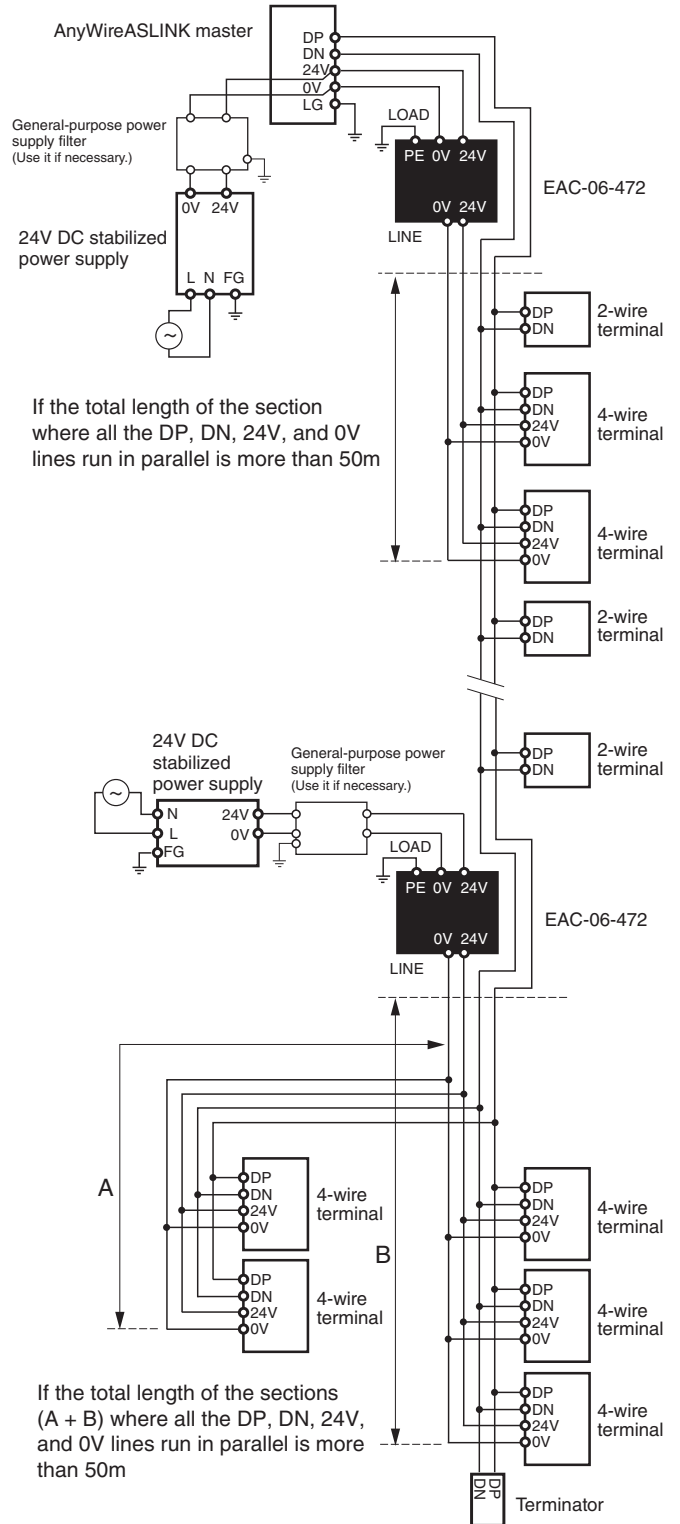 AnyWireASLINK master
DP
DN
24V
0V
LG
General-purpose power
supply filter
(Use it if necessary.)
0V 24V
24V DC stabilized
power supply
L N FG
~
LOAD
PE 0V 24V
EAC-06-472
0V 24V
LINE
If the total length of the section
where all the DP, DN, 24V, and 0V
lines run in parallel is more than 50m
DP
DN
2-wire
terminal
DP
DN
24V
0V
4-wire
terminal
DP
DN
24V
0V
4-wire
terminal
DP
DN
2-wire
terminal
DP
DN
2-wire
terminal
24V DC
stabilized
power supply
~
N
L
FG
24V
0V
General-purpose power
supply filter
(Use it if necessary.)
LOAD
PE 0V 24V
EAC-06-472
0V 24V
LINE
A
DP
DN
24V
0V
4-wire
terminal
DP
DN
24V
0V
4-wire
terminal
B
DP
DN
24V
0V
4-wire
terminal
DP
DN
24V
0V
4-wire
terminal
DP
DN
24V
0V
4-wire
terminal
If the total length of the sections
(A + B) where all the DP, DN, 24V,
and 0V lines run in parallel is more
than 50m
DN
DP
Terminator